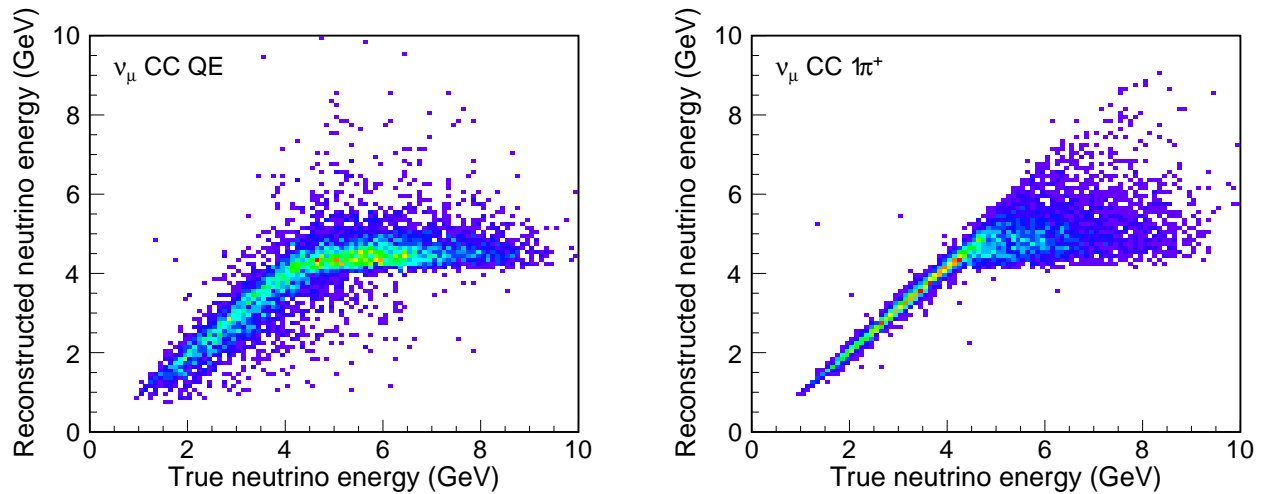 Reconstructed neutrino energy (GeV)
10
8
6
4
2
0
ν_μ CC QE
0 2 4 6 8 10
True neutrino energy (GeV)
Reconstructed neutrino energy (GeV)
10
8
6
4
2
0
ν_μ CC 1π⁺
0 2 4 6 8 10
True neutrino energy (GeV)